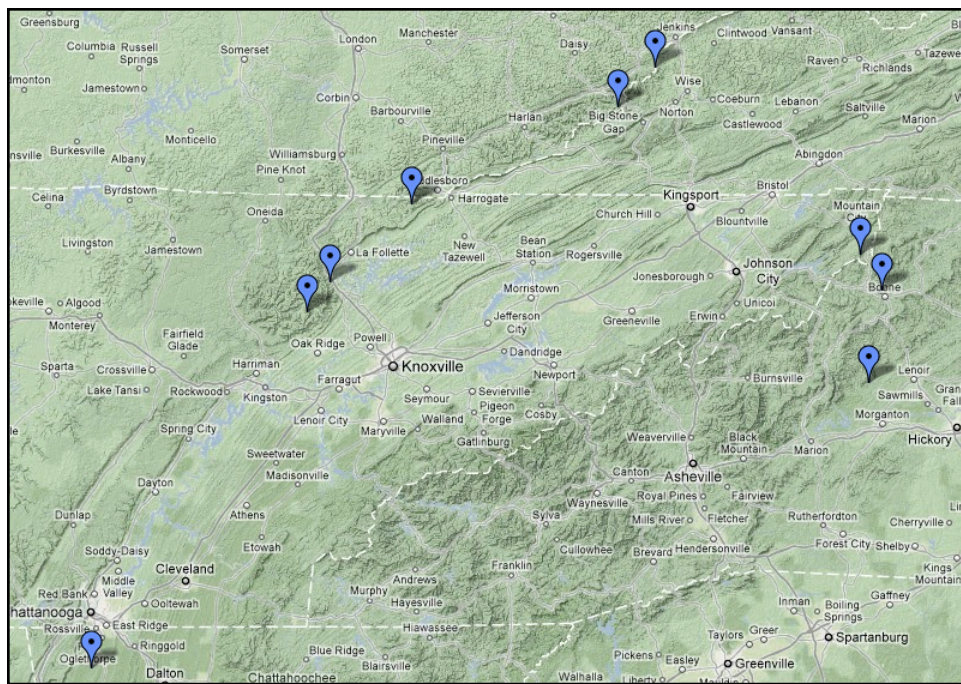 Greensburg
Columbia
Russell
Springs
Somerset
London
Manchester
Daisy
Jenkins
Clintwood
Vansant
Tazewe
Raven
Richlands
Jamestown
Corbin
Barbourville
Harlan
Big Stone
Gap
Wise
Norton
Coeburn
Lebanon
Saltville
Castlewood
Marion
Monticello
Pineville
Burkesville
Albany
Williamsburg
Pine Knot
Abingdon
Celina
Byrdstown
dlesboro
Harrogate
Kingsport
Bristol
Oneida
Church Hill
Blountville
Mountain
City
Livingston
Jamestown
La Follette
New
Tazewell
Bean
Station
Rogersville
Jonesborough
Johnson
City
Morristown
Unicoi
Boone
okeville
Algood
Monterey
Jefferson
City
Greeneville
Erwin
Fairfield
Glade
Oak Ridge
Powell
Knoxville
Dandridge
Newport
Sparta
Crossville
Harriman
Lake Tansi
Rockwood
Kingston
Farragut
Seymour
Sevierville
Burnsville
Lenoir
Sawmills
Lenoir City
Maryville
Walland
Pigeon
Forge
Cosby
Gatlinburg
Morganton
Hickory
Spring City
Weaverville
Black
Mountain
Marion
Sweetwater
Madisonville
Asheville
Canton
Dayton
Waynesville
Royal Pines
Fairview
Dunlap
Athens
Sylva
Mills River
Fletcher
Rutherfordton
Cherryville
Etowah
Cullowhee
Brevard
Hendersonville
Forest City
Shelby
Soddy-Daisy
Middle
Valley
Cleveland
Red Bank
Ooltewah
Andrews
Murphy
Hayesville
Franklin
Kings
Mountain
Gaffney
hattanooga
East Ridge
Rossville
Ringgold
Hiawassee
Inman
Boiling
Springs
Taylors
Greer
Spartanburg
Oglethorpe
Dalton
Blue Ridge
Blairsville
Chattahoochee
Pickens
Easley
Liberty
Greenville
Walhalla